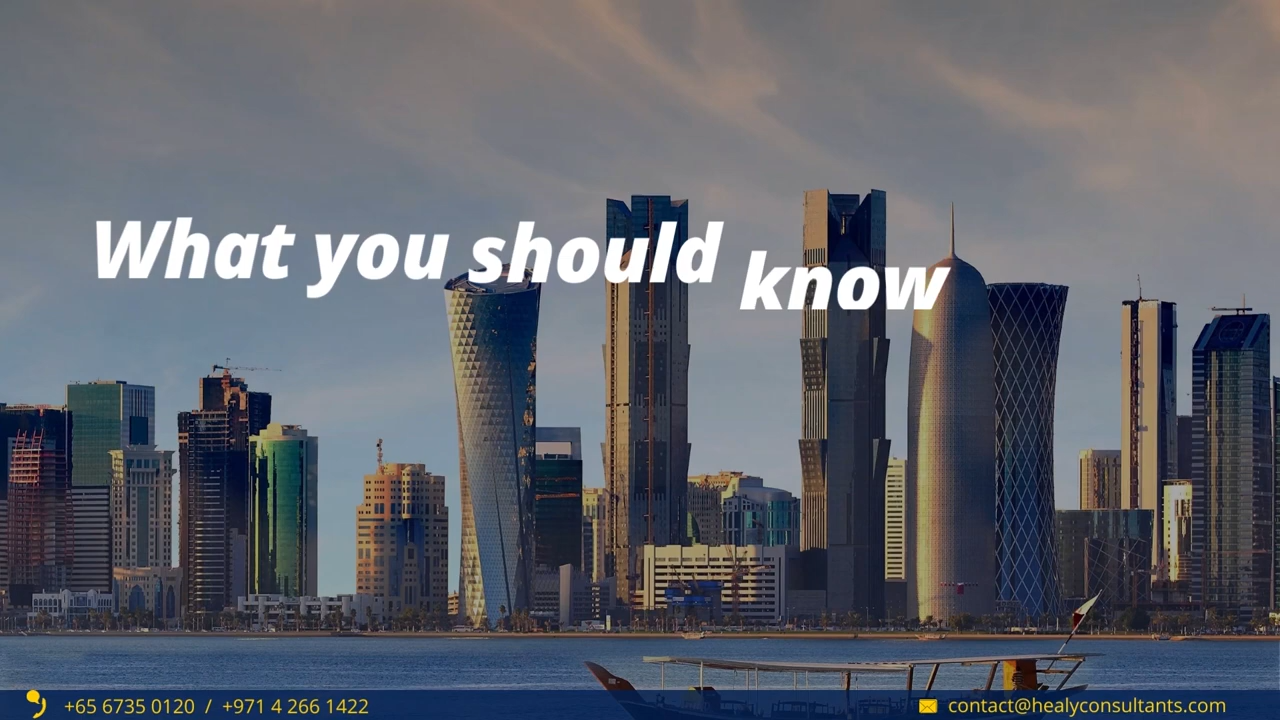 What you should know
+65 6735 0120 / +971 4 266 1422
contact@healyconsultants.com